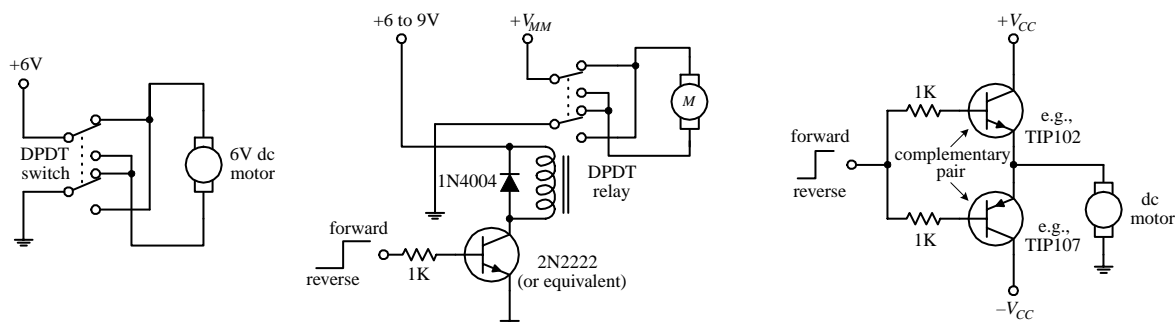 +6V
DPDT
switch
6V dc
motor
+6 to 9V
+V_MM
M
1N4004
DPDT
relay
forward
reverse
1K
2N2222
(or equivalent)
+V_CC
1K
e.g.,
TIP102
forward
complementary
pair
reverse
1K
e.g.,
TIP107
dc
motor
–V_CC